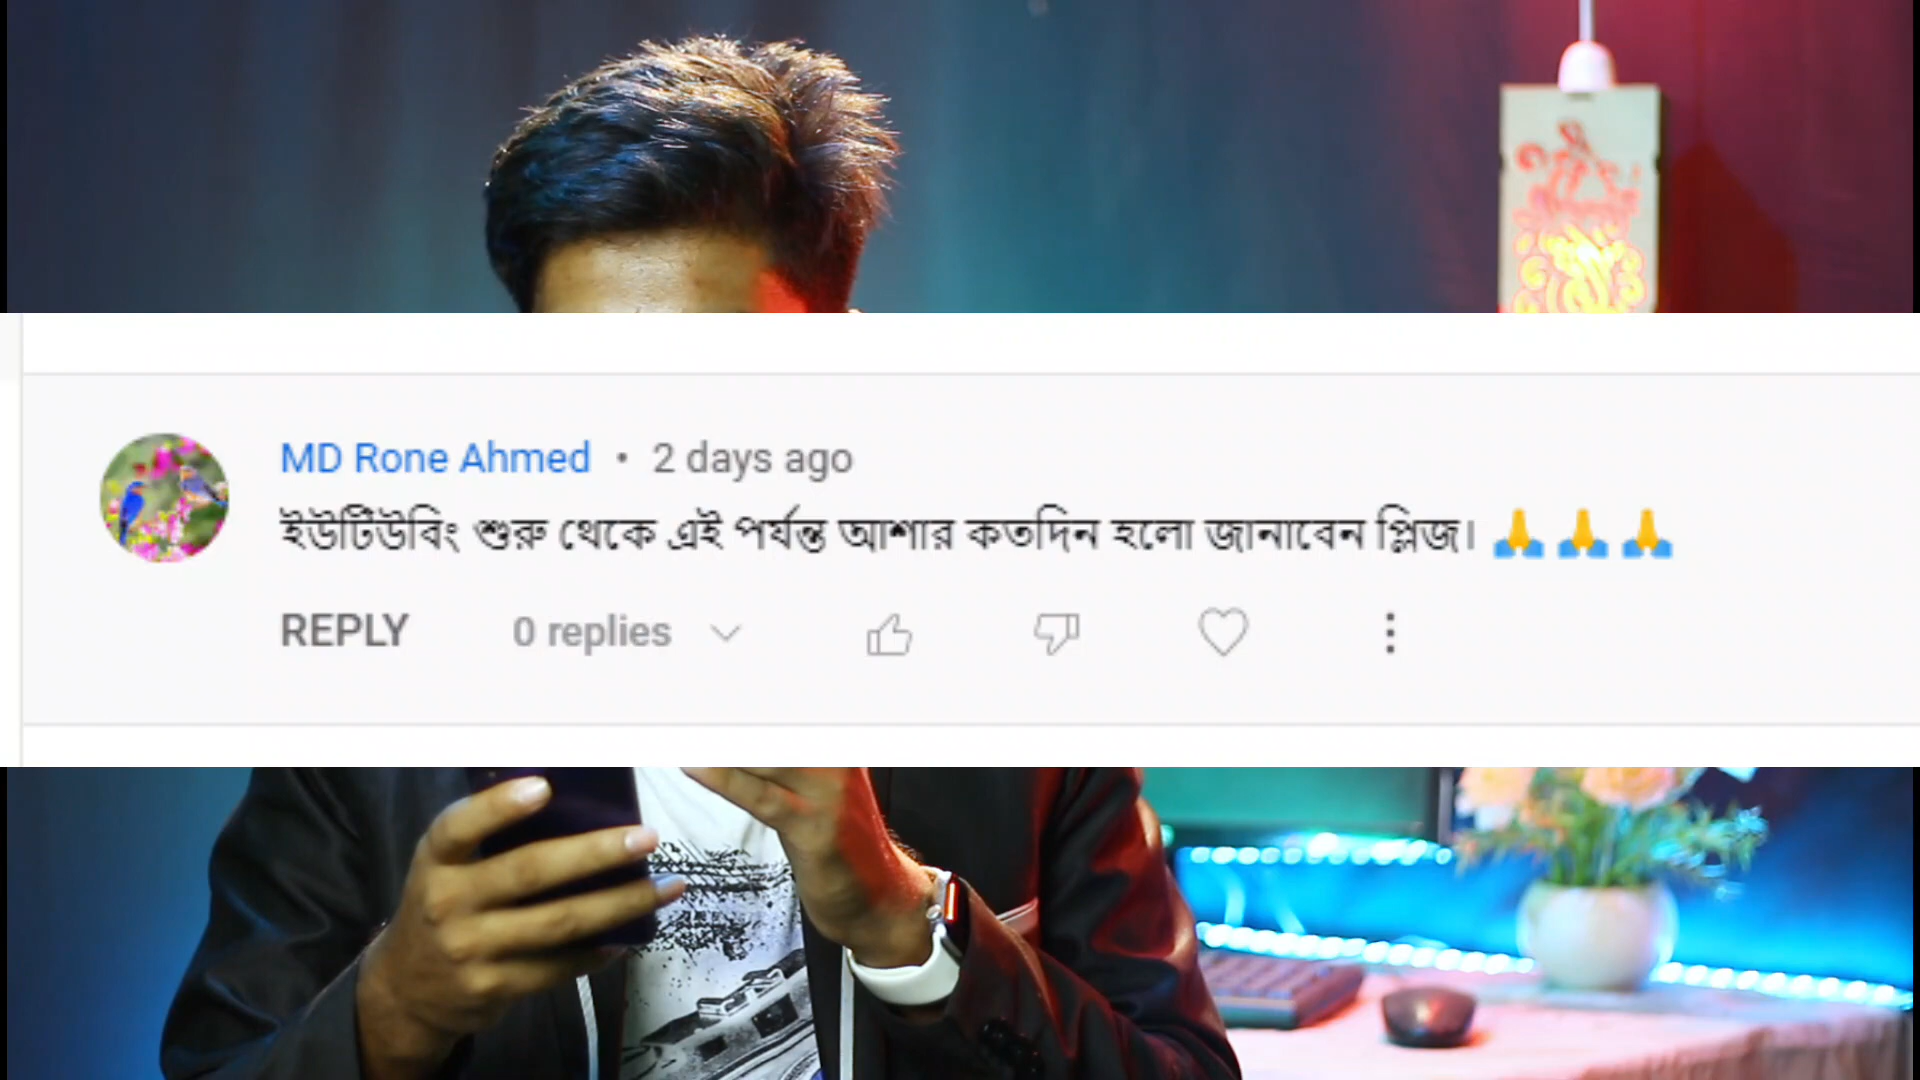 MD Rone Ahmed • 2 days ago
ইউটিউবিং শুরু থেকে এই পর্যন্ত আশার কতদিন হলো জানাবেন প্লিজ। 🙏🙏🙏
REPLY 0 replies